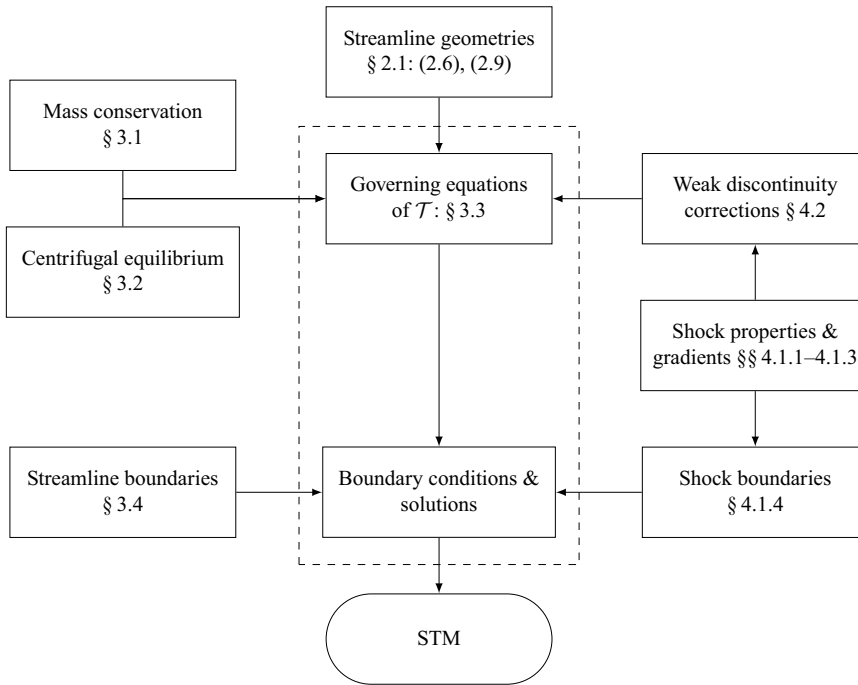 Streamline geometries
§ 2.1: (2.6), (2.9)
Mass conservation
§ 3.1
Governing equations
of 𝒯: § 3.3
Weak discontinuity
corrections § 4.2
Centrifugal equilibrium
§ 3.2
Shock properties &
gradients §§ 4.1.1–4.1.3
Streamline boundaries
§ 3.4
Boundary conditions &
solutions
Shock boundaries
§ 4.1.4
STM